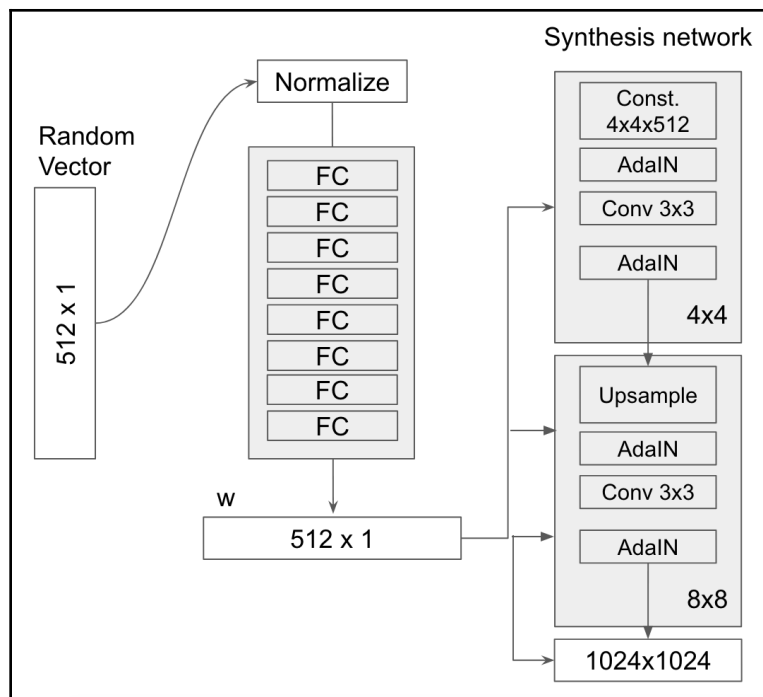 Synthesis network
Normalize
Random
Vector
512 x 1
FC
FC
FC
FC
FC
FC
FC
FC
w
512 x 1
Const.
4x4x512
AdaIN
Conv 3x3
AdaIN
4x4
Upsample
AdaIN
Conv 3x3
AdaIN
8x8
1024x1024